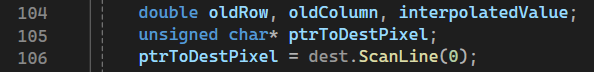 104 double oldRow, oldColumn, interpolatedValue;
105 unsigned char* ptrToDestPixel;
106 ptrToDestPixel = dest.ScanLine(0);